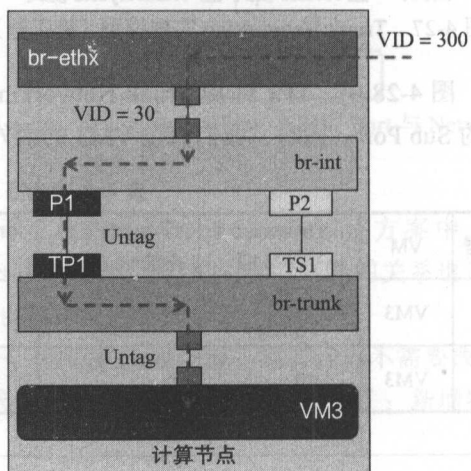 VID = 300
br-ethx
VID = 30
br-int
P1
P2
Untag
TP1
TS1
br-trunk
Untag
VM3
计算节点